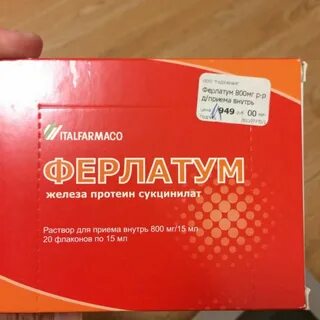 Ферлатум 800мг р-р
д/приема внутрь
949
00
ITALFARMACO
ФЕРЛАТУМ
железа протеин сукцинилат
Раствор для приема внутрь 800 мг/15 мл
20 флаконов по 15 мл